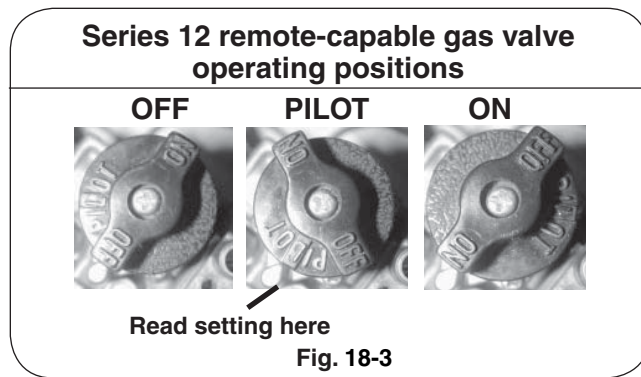 Series 12 remote-capable gas valve
operating positions
OFF PILOT ON
PILOT ON OFF
ON PILOT OFF
OFF PILOT ON
Read setting here
Fig. 18-3